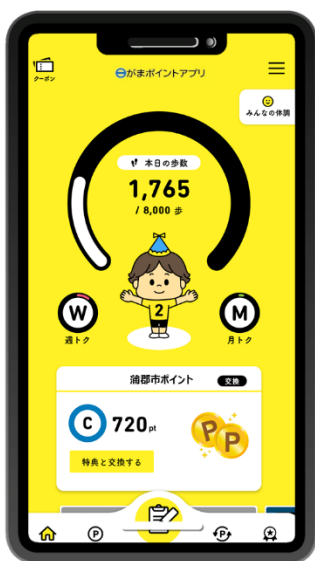 クーポン
がまポイントアプリ
みんなの体調
本日の歩数
1,765
/ 8,000 歩
2
W
M
週トク
月トク
蒲郡市ポイント
交換
C
720pt
P P
特典と交換する
P
P